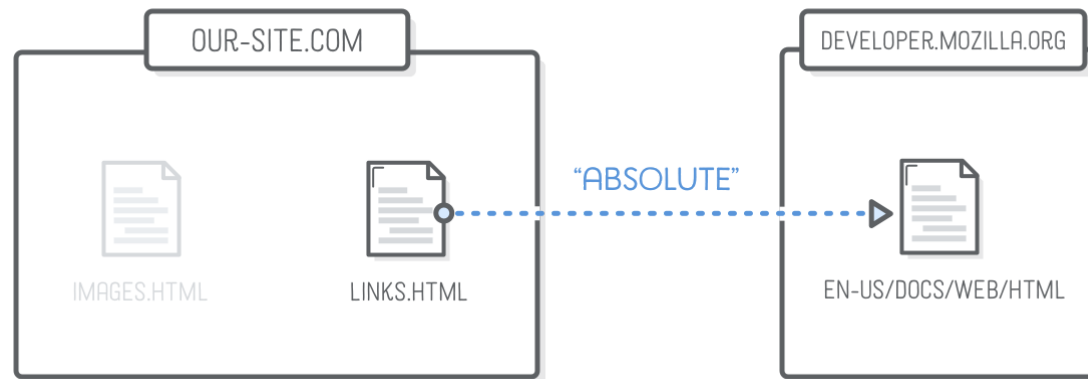 OUR-SITE.COM
DEVELOPER.MOZILLA.ORG
“ABSOLUTE”
IMAGES.HTML
LINKS.HTML
EN-US/DOCS/WEB/HTML